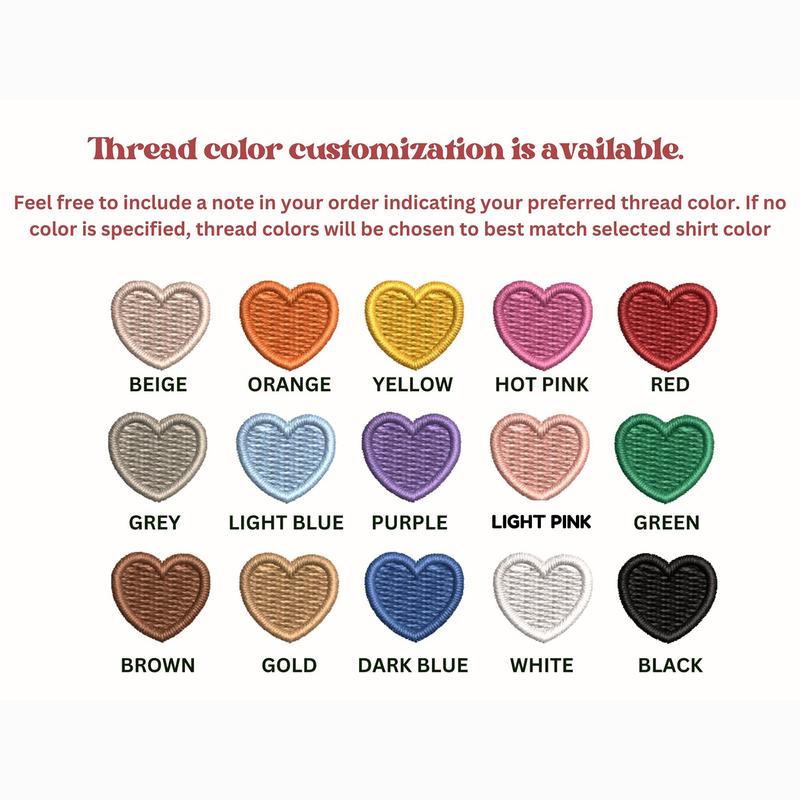 Thread color customization is available.
Feel free to include a note in your order indicating your preferred thread color. If no
color is specified, thread colors will be chosen to best match selected shirt color
BEIGE ORANGE YELLOW HOT PINK RED
GREY LIGHT BLUE PURPLE LIGHT PINK GREEN
BROWN GOLD DARK BLUE WHITE BLACK